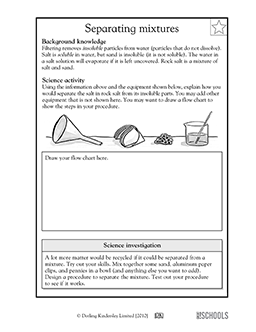 Separating mixtures
Background knowledge
Filtering removes insoluble particles from water (particles that do not dissolve).
Salt is soluble in water, but sand is insoluble (it is not soluble). The water in
a salt solution will evaporate if it is left uncovered. Rock salt is a mixture of
salt and sand.
Science activity
Using the information above and the equipment shown below, explain how you
would separate the salt in rock salt from its insoluble parts. You may add other
equipment that is not shown here. You may want to draw a flow chart to
show the steps in your procedure.
Draw your flow chart here.
Science investigation
A lot more matter would be recycled if it could be separated from a
mixture. Try out your skills. Mix together some sand, aluminum paper
clips, and pennies in a bowl (and anything else you want to add).
Design a procedure to separate the mixture. Test out your procedure
to see if it works.
© Dorling Kindersley Limited [2010]
DK
SCHOOLS